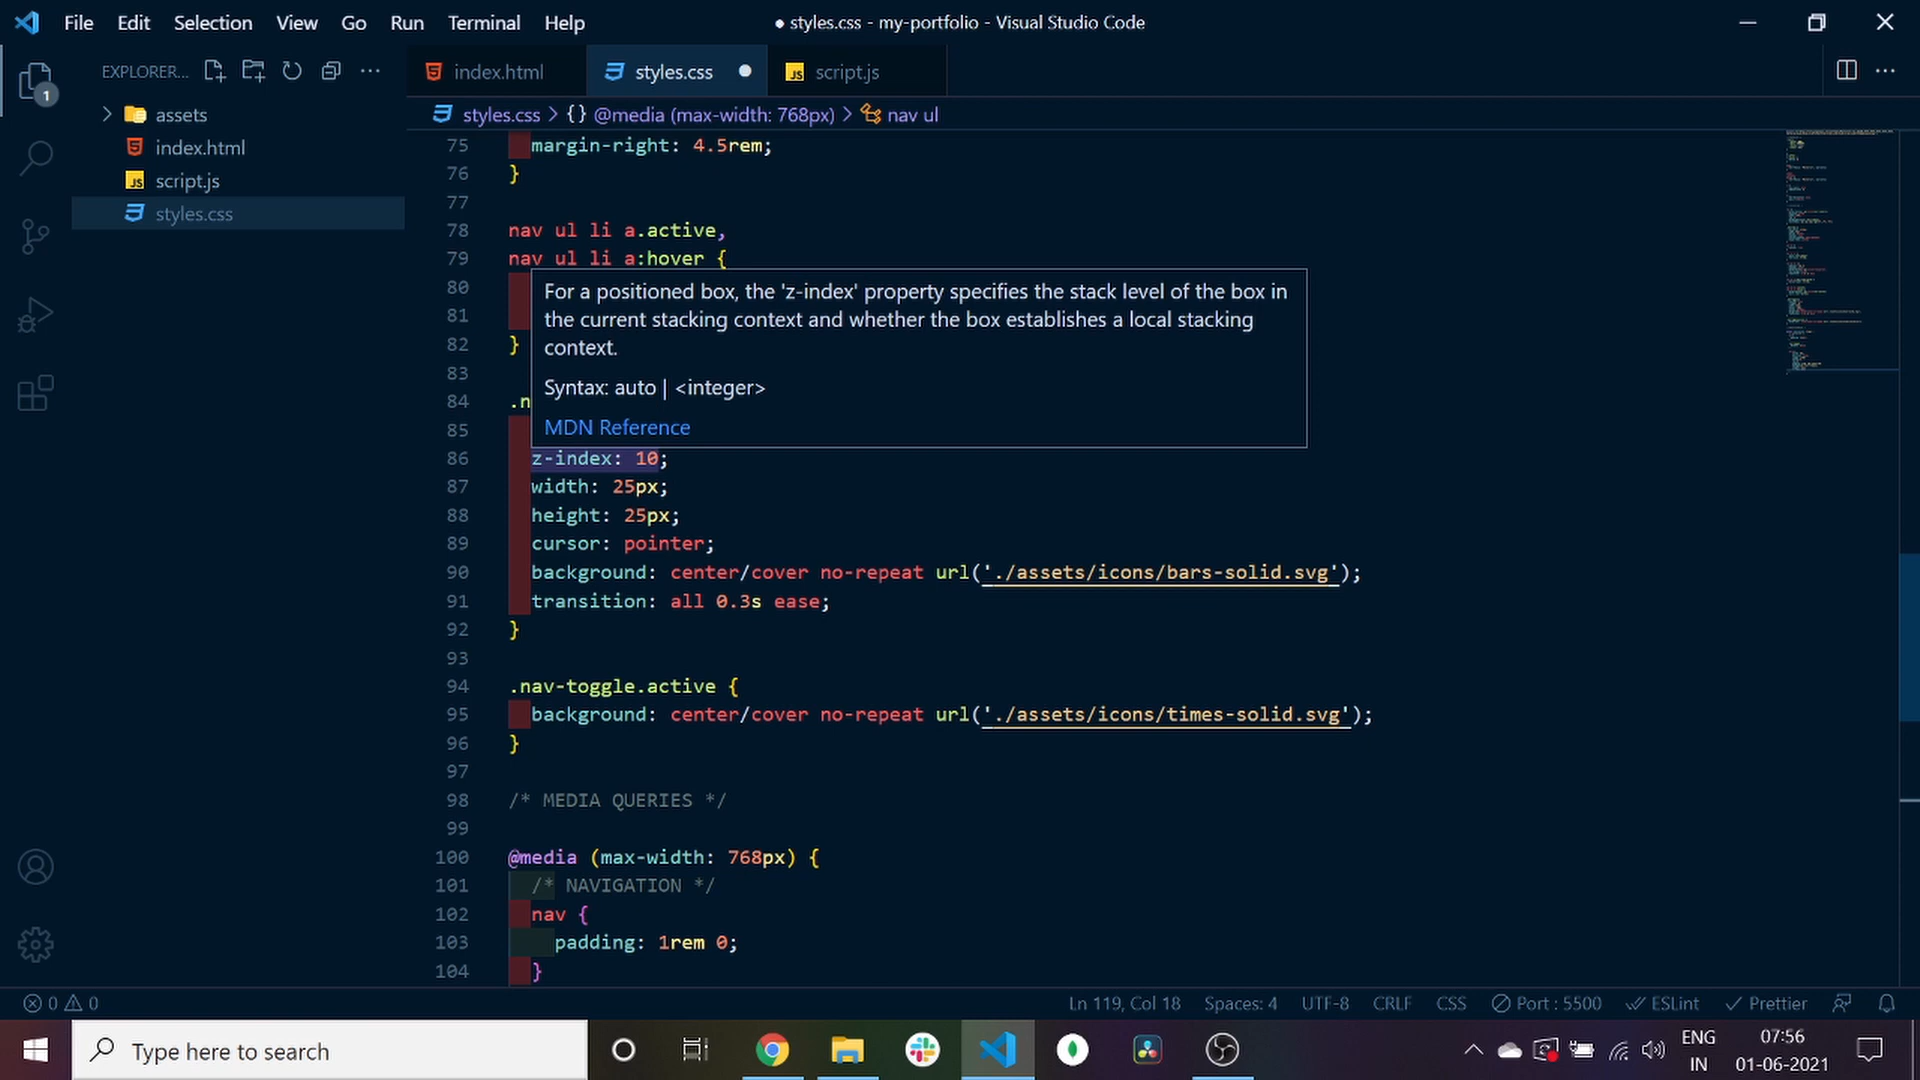 File Edit Selection View Go Run Terminal Help
● styles.css - my-portfolio - Visual Studio Code
EXPLORER...
index.html
styles.css ●
JS script.js
1
styles.css > {} @media (max-width: 768px) > nav ul
> assets
index.html
JS script.js
styles.css
75 margin-right: 4.5rem;
76 }
77
78 nav ul li a.active,
79 nav ul li a:hover {
80
81
82 }
83
84 .n
85
For a positioned box, the 'z-index' property specifies the stack level of the box in
the current stacking context and whether the box establishes a local stacking
context.
Syntax: auto | <integer>
MDN Reference
86 z-index: 10;
87 width: 25px;
88 height: 25px;
89 cursor: pointer;
90 background: center/cover no-repeat url('./assets/icons/bars-solid.svg');
91 transition: all 0.3s ease;
92 }
93
94 .nav-toggle.active {
95 background: center/cover no-repeat url('./assets/icons/times-solid.svg');
96 }
97
98 /* MEDIA QUERIES */
99
100 @media (max-width: 768px) {
101 /* NAVIGATION */
102 nav {
103 padding: 1rem 0;
104 }
0 0
Ln 119, Col 18 Spaces: 4 UTF-8 CRLF CSS Port : 5500 ESLint Prettier
Type here to search
ENG
IN
07:56
01-06-2021